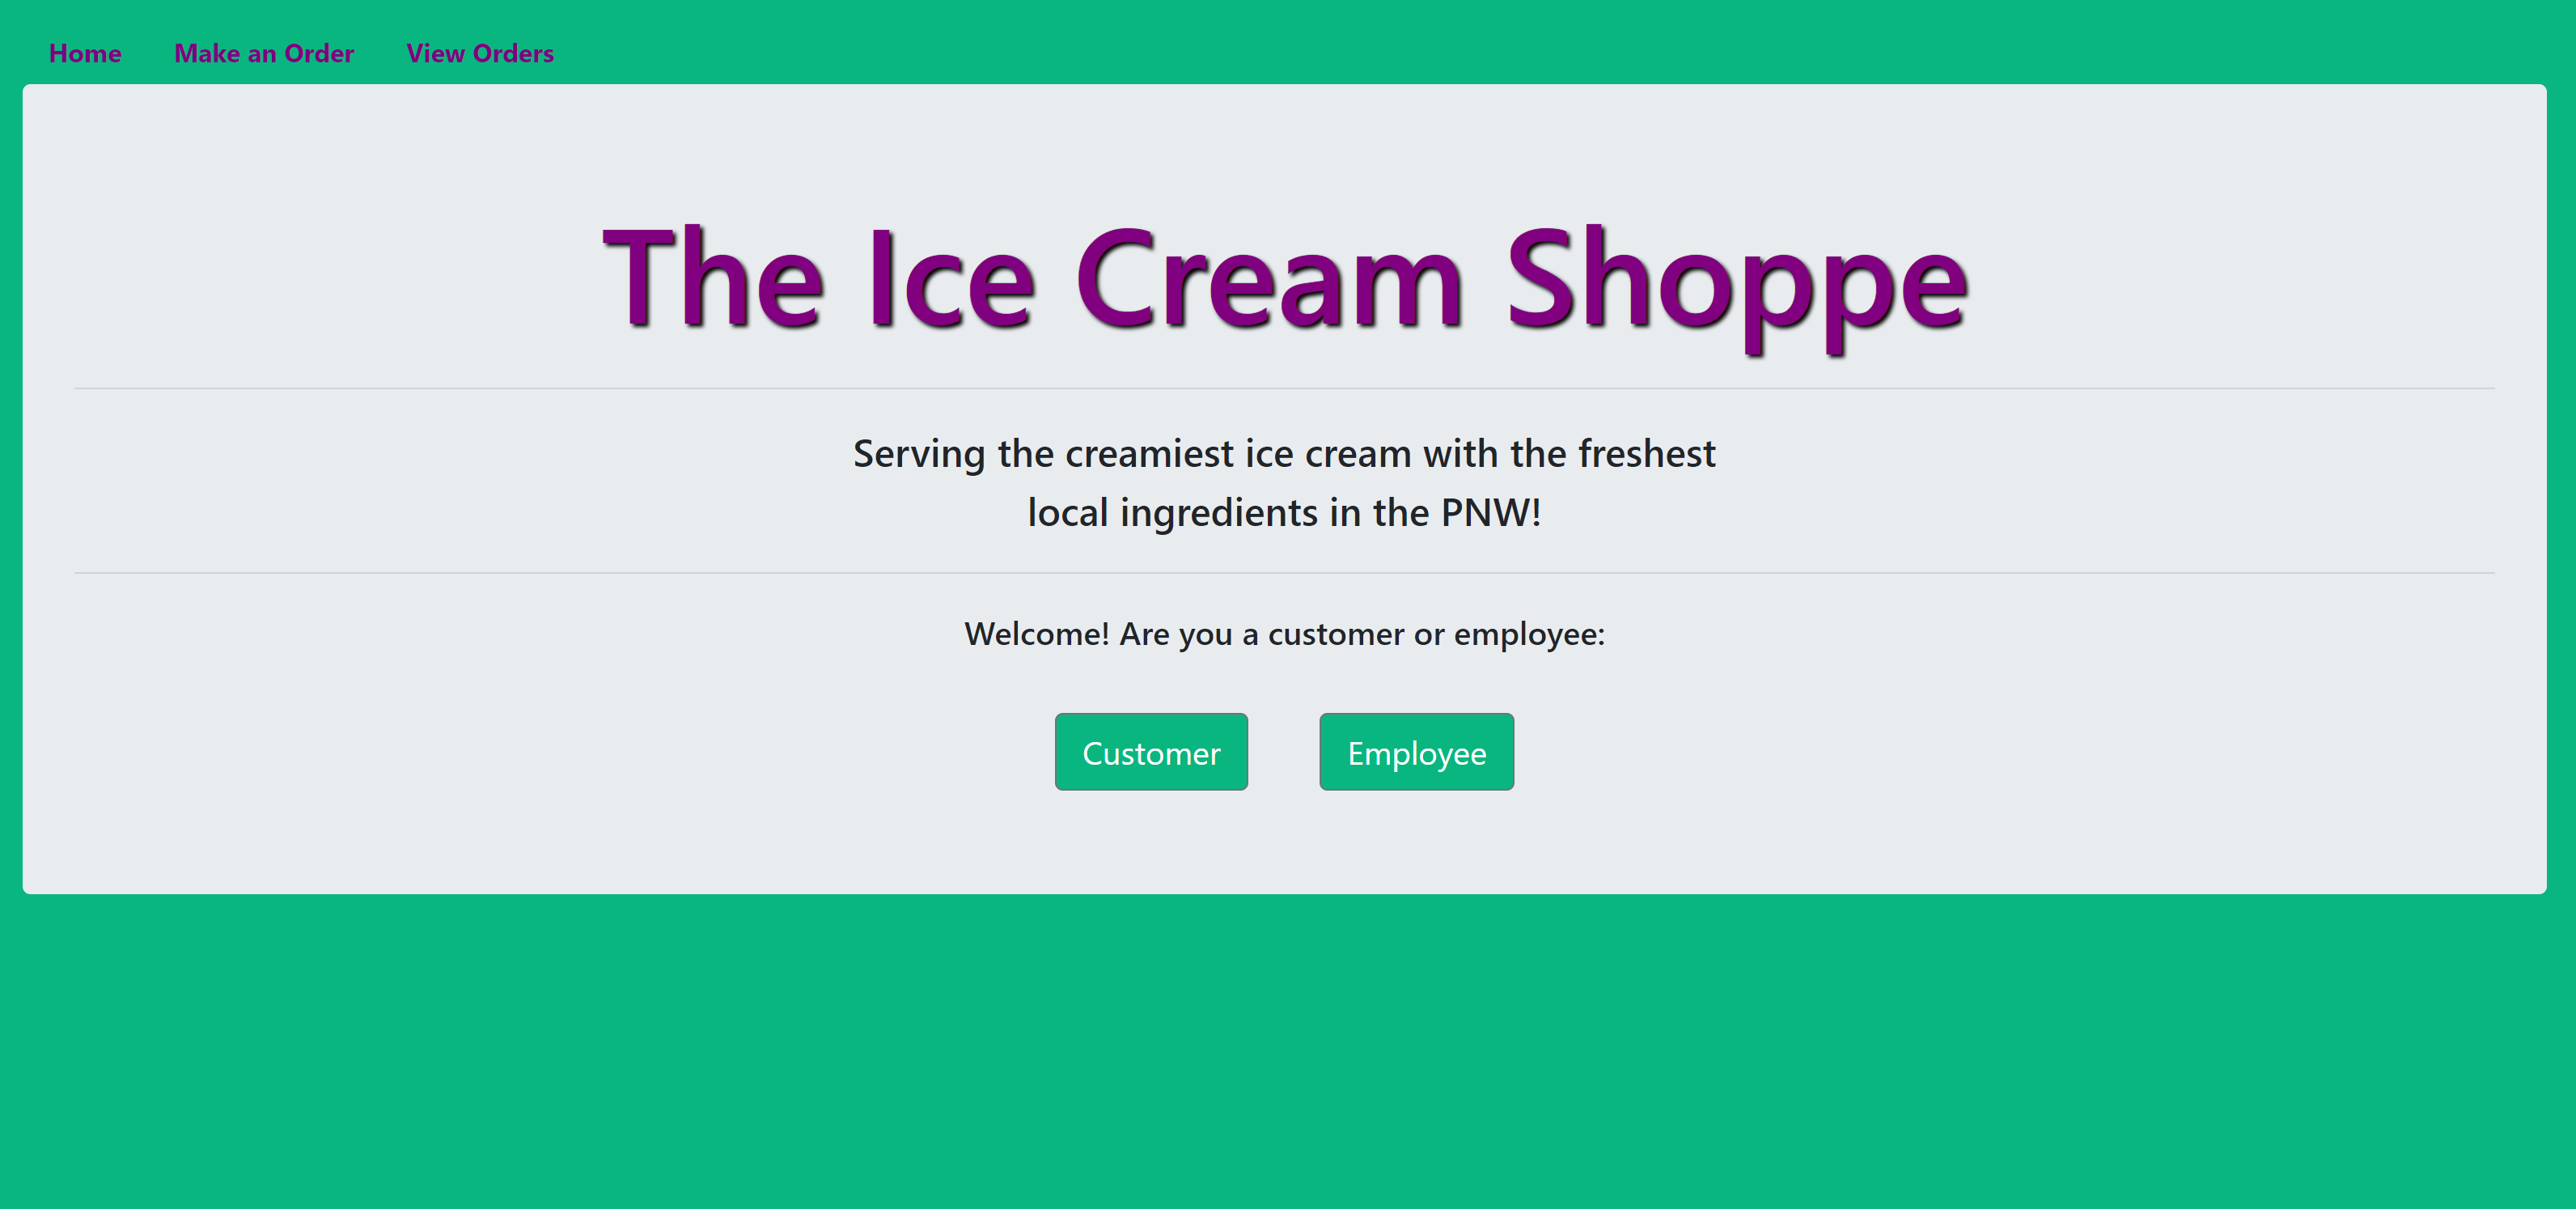 Home Make an Order View Orders
The Ice Cream Shoppe
Serving the creamiest ice cream with the freshest
local ingredients in the PNW!
Welcome! Are you a customer or employee:
Customer Employee